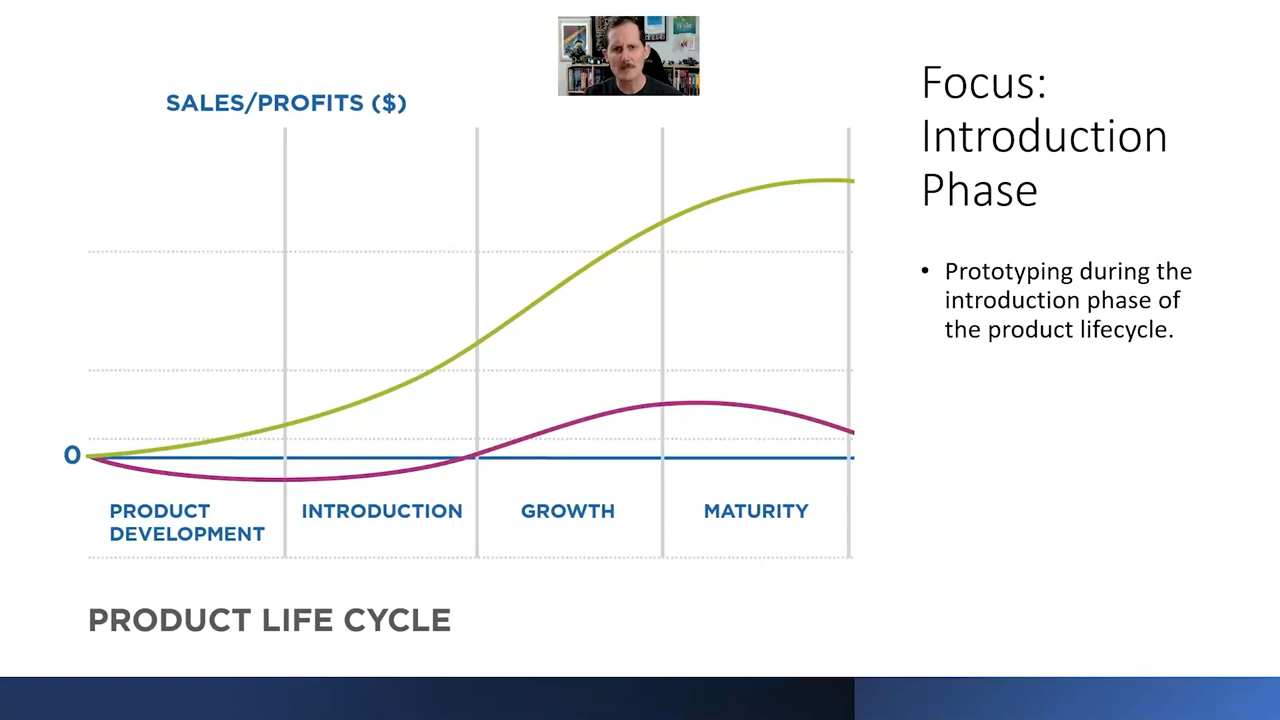 SALES/PROFITS ($)
0
PRODUCT
DEVELOPMENT
INTRODUCTION
GROWTH
MATURITY
PRODUCT LIFE CYCLE
Focus:
Introduction
Phase
• Prototyping during the
introduction phase of
the product lifecycle.